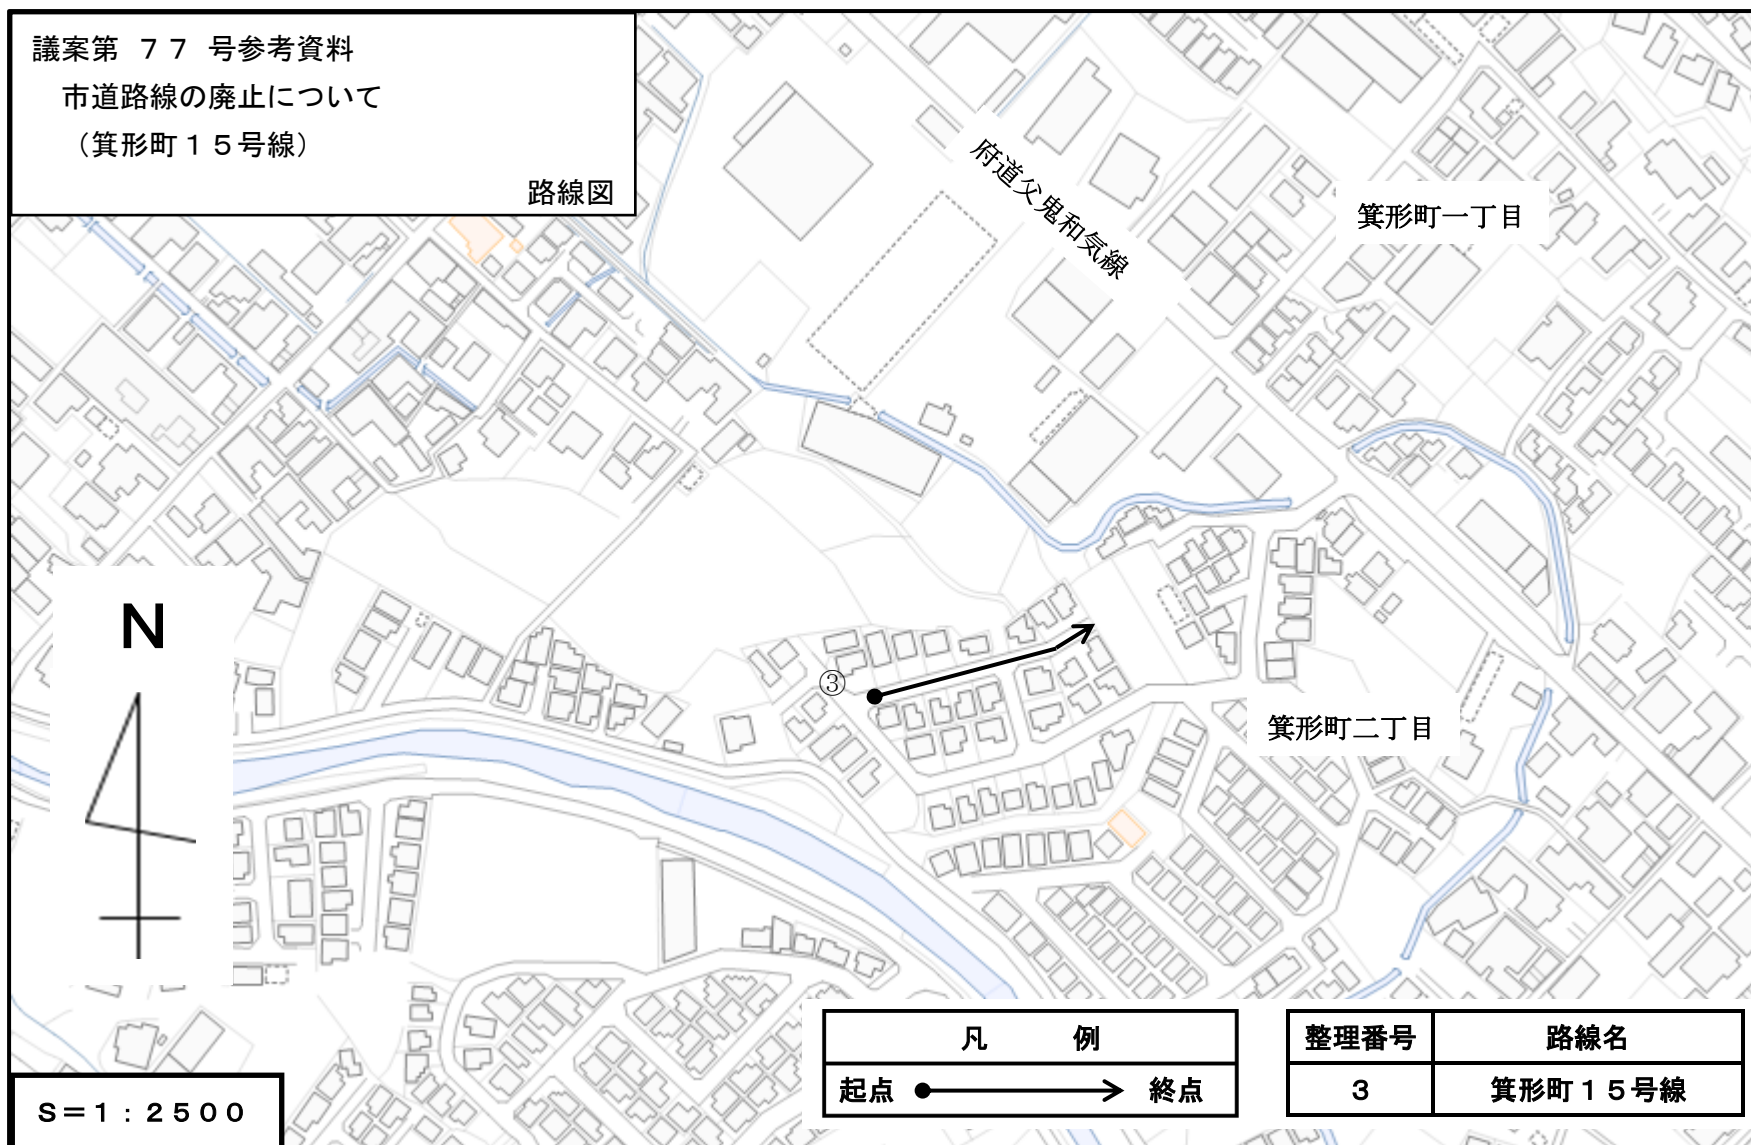 議案第 ７７ 号参考資料
市道路線の廃止について
（箕形町１５号線）
路線図
府道父鬼和気線
箕形町一丁目
N
③
箕形町二丁目
凡 例
起点 終点
整理番号 路線名
３ 箕形町１５号線
Ｓ＝１：２５００